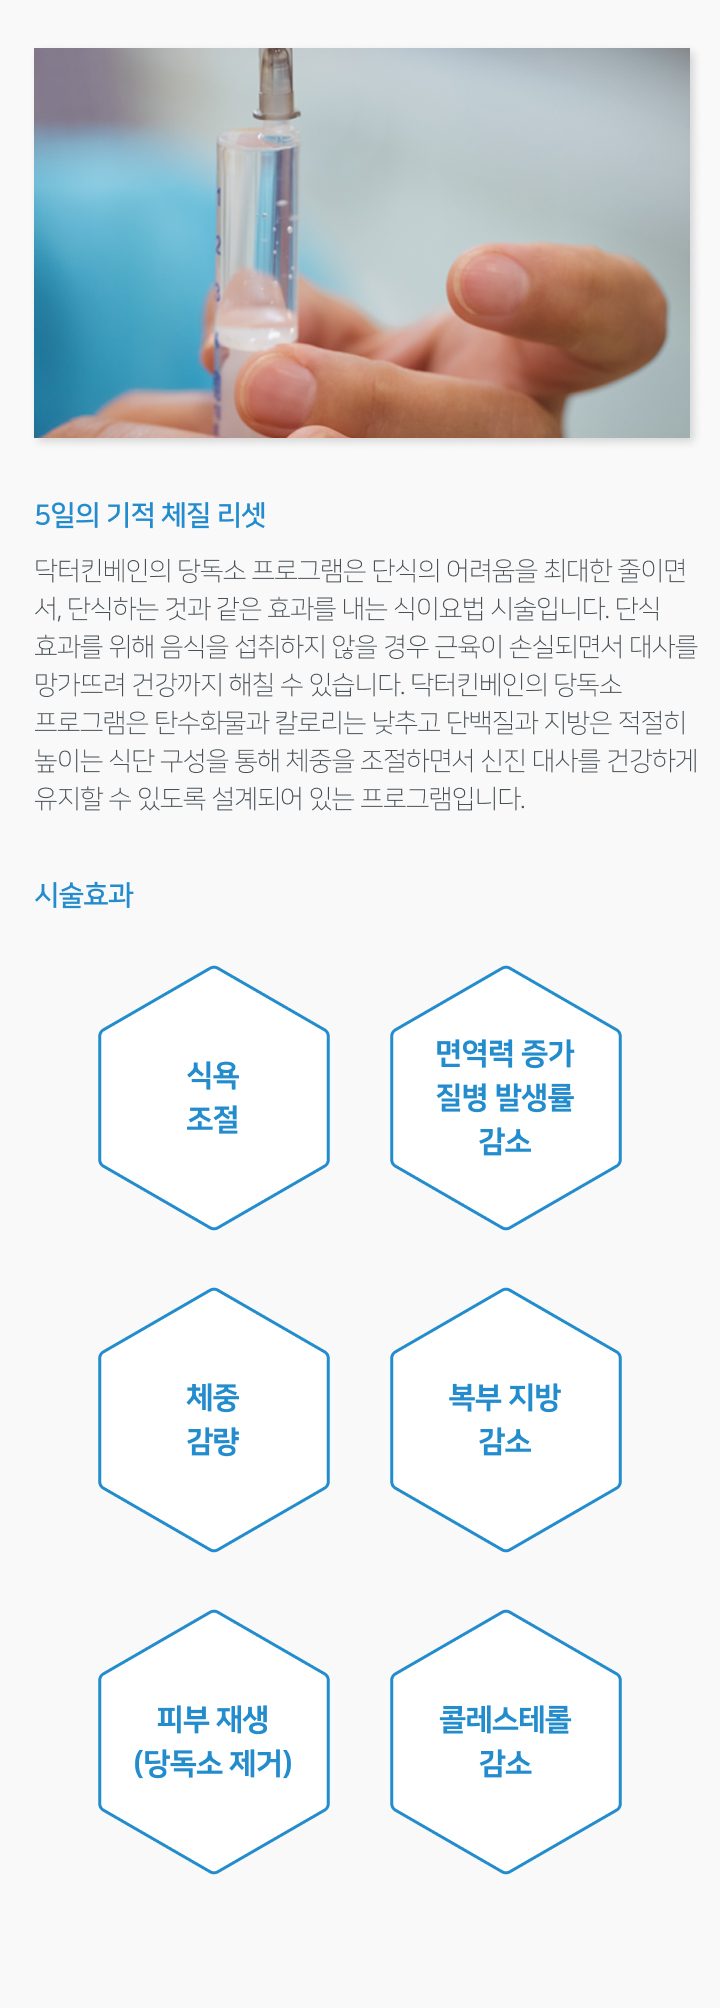 1
2
3
5일의 기적 체질 리셋
닥터킨베인의 당독소 프로그램은 단식의 어려움을 최대한 줄이면
서, 단식하는 것과 같은 효과를 내는 식이요법 시술입니다. 단식
효과를 위해 음식을 섭취하지 않을 경우 근육이 손실되면서 대사를
망가뜨려 건강까지 해칠 수 있습니다. 닥터킨베인의 당독소
프로그램은 탄수화물과 칼로리는 낮추고 단백질과 지방은 적절히
높이는 식단 구성을 통해 체중을 조절하면서 신진 대사를 건강하게
유지할 수 있도록 설계되어 있는 프로그램입니다.
시술효과
식욕
조절
면역력 증가
질병 발생률
감소
체중
감량
복부 지방
감소
피부 재생
(당독소 제거)
콜레스테롤
감소